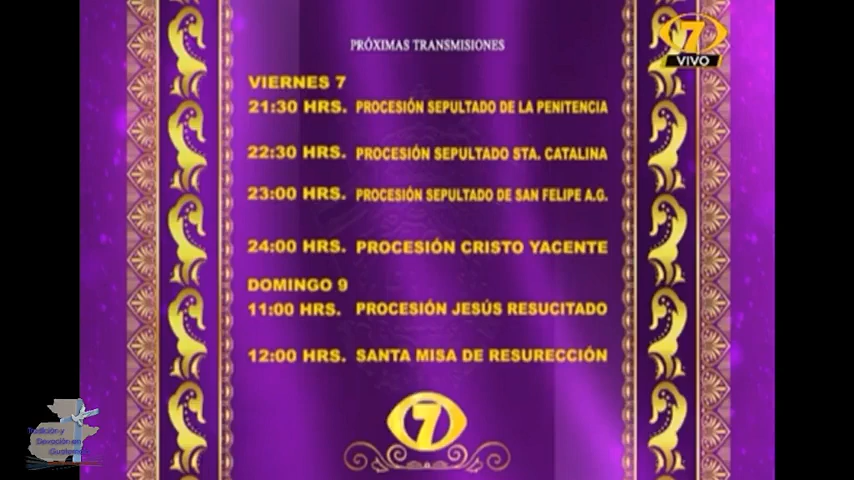 PRÓXIMAS TRANSMISIONES
7
VIVO
VIERNES 7
21:30 HRS. PROCESIÓN SEPULTADO DE LA PENITENCIA
22:30 HRS. PROCESIÓN SEPULTADO STA. CATALINA
23:00 HRS. PROCESIÓN SEPULTADO DE SAN FELIPE A.G.
24:00 HRS. PROCESIÓN CRISTO YACENTE
DOMINGO 9
11:00 HRS. PROCESIÓN JESÚS RESUCITADO
12:00 HRS. SANTA MISA DE RESURECCIÓN
7
Tradición y
Devoción en
Guatemala